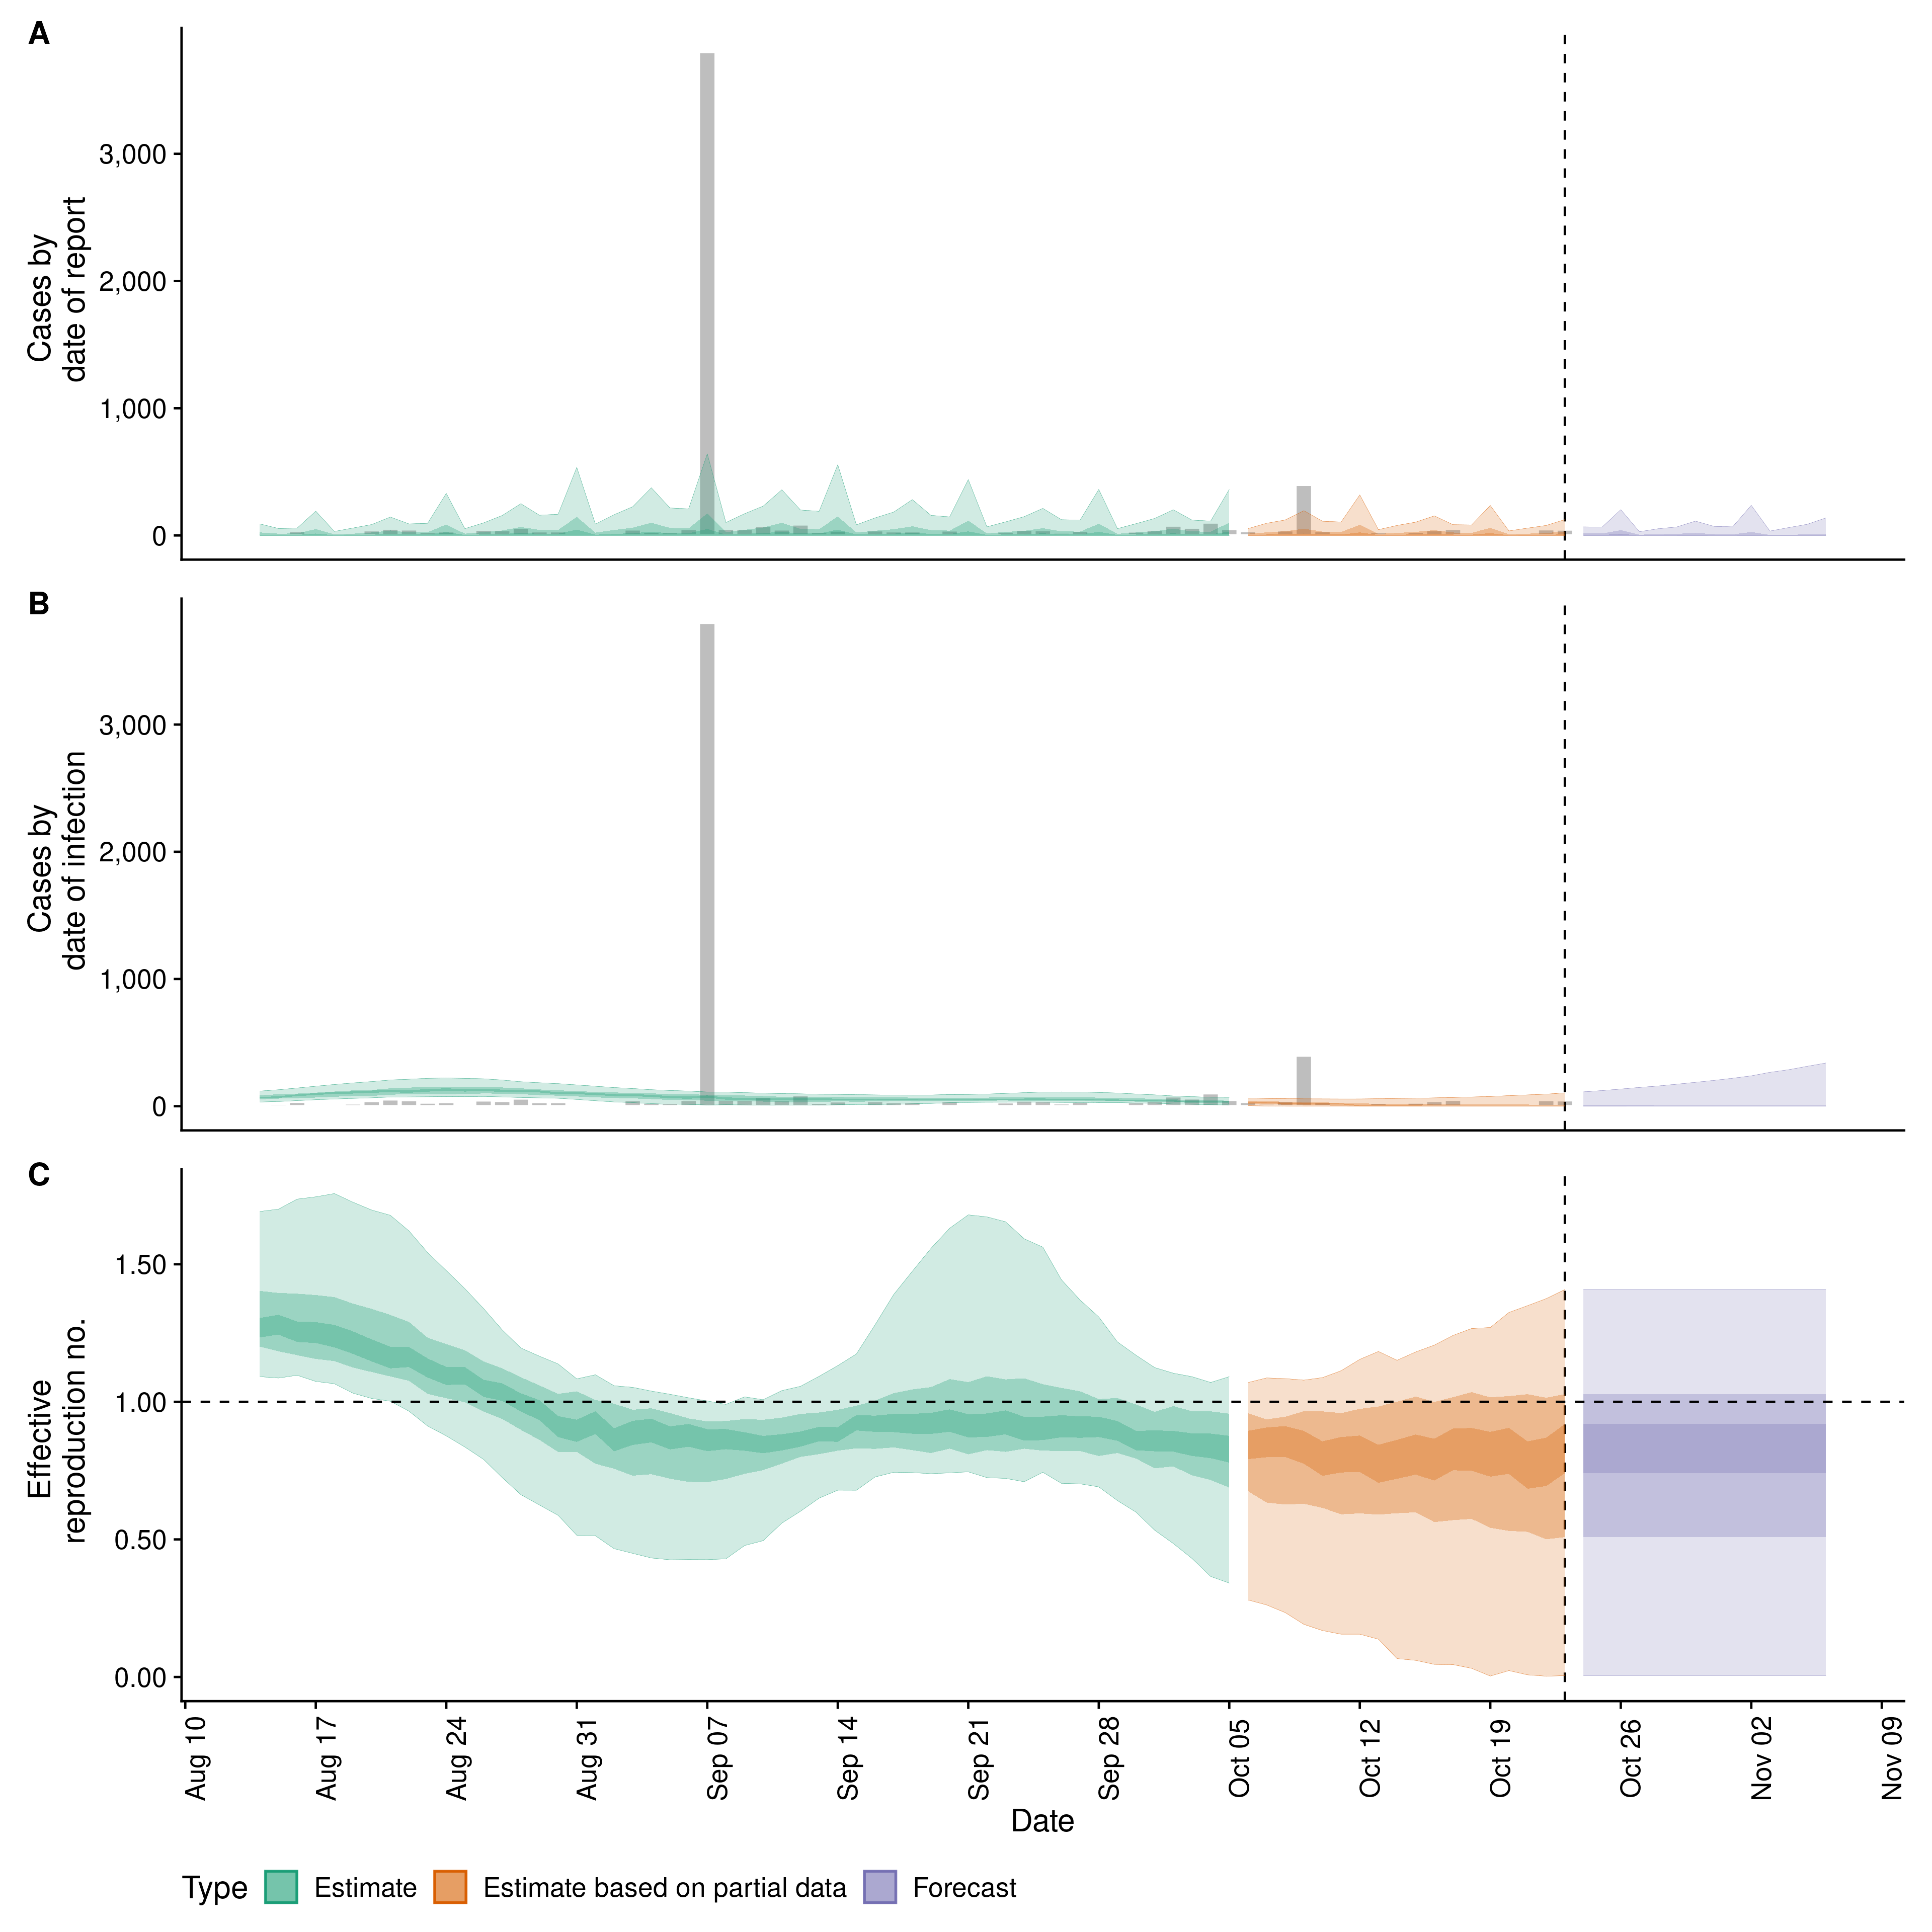 A
Cases by
date of report
3,000
2,000
1,000
0
B
Cases by
date of infection
3,000
2,000
1,000
0
C
Effective
reproduction no.
1.50
1.00
0.50
0.00
Aug 10
Aug 17
Aug 24
Aug 31
Sep 07
Sep 14
Sep 21
Sep 28
Oct 05
Oct 12
Oct 19
Oct 26
Nov 02
Nov 09
Date
Type Estimate Estimate based on partial data Forecast